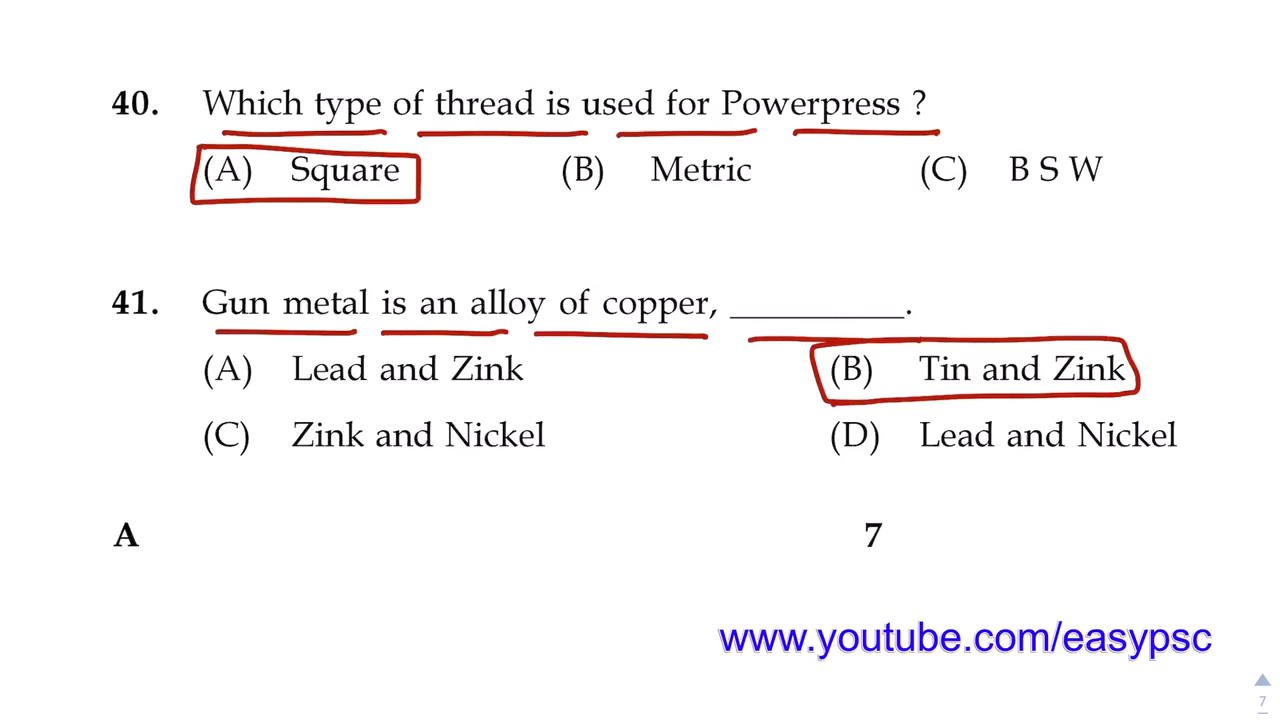 40. Which type of thread is used for Powerpress ?
(A) Square (B) Metric (C) B S W
41. Gun metal is an alloy of copper, __________.
(A) Lead and Zink (B) Tin and Zink
(C) Zink and Nickel (D) Lead and Nickel
A 7
www.youtube.com/easypsc
7